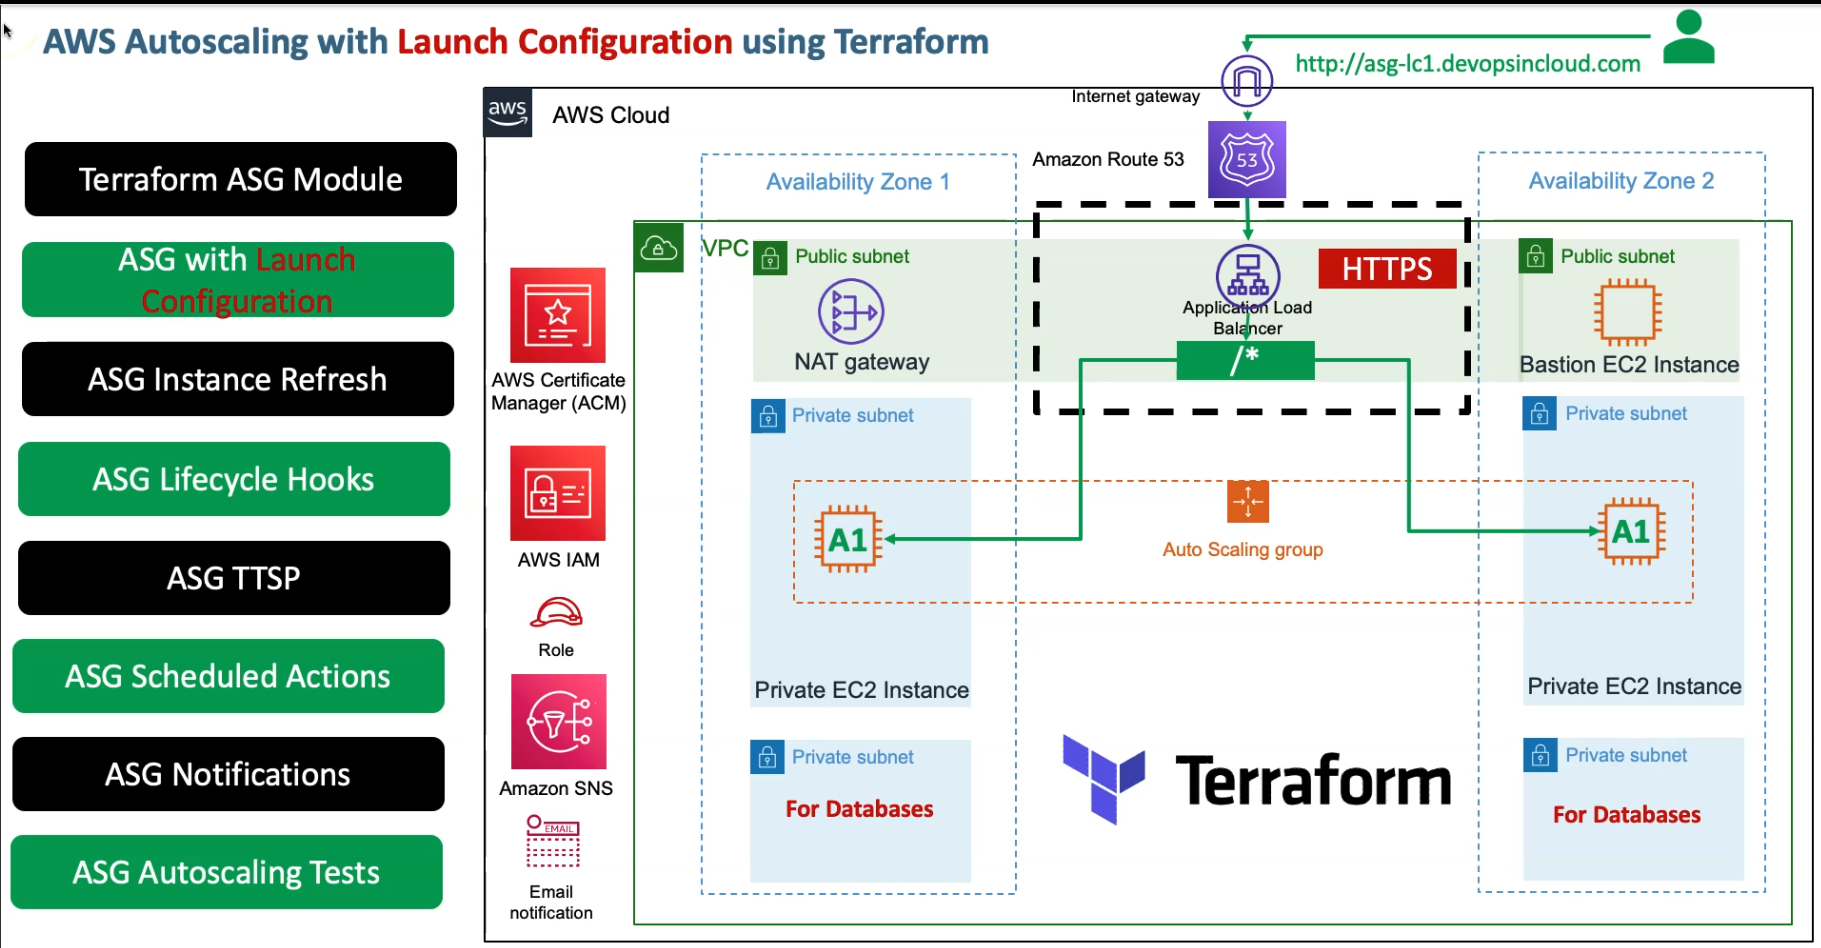 AWS Autoscaling with Launch Configuration using Terraform
http://asg-lc1.devopsincloud.com
Internet gateway
aws
AWS Cloud
Amazon Route 53
53
Terraform ASG Module
ASG with Launch
Configuration
ASG Instance Refresh
ASG Lifecycle Hooks
ASG TTSP
ASG Scheduled Actions
ASG Notifications
ASG Autoscaling Tests
AWS Certificate
Manager (ACM)
AWS IAM
Role
Amazon SNS
EMAIL
Email
notification
Availability Zone 1
Availability Zone 2
VPC
Public subnet
NAT gateway
HTTPS
Application Load
Balancer
/*
Public subnet
Bastion EC2 Instance
Private subnet
A1
Private EC2 Instance
Auto Scaling group
Private subnet
A1
Private EC2 Instance
Private subnet
For Databases
Terraform
Private subnet
For Databases